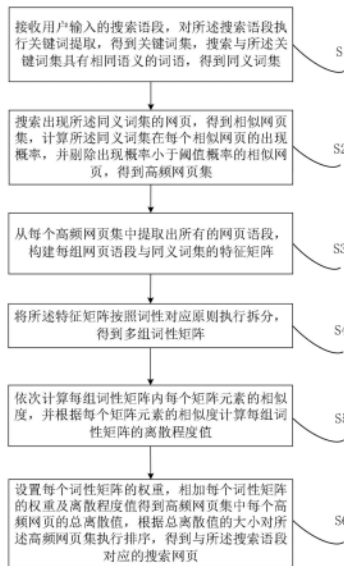 接收用户输入的搜索语段，对所述搜索语段执
行关键词提取，得到关键词集，搜索与所述关
键词集具有相同语义的词语，得到同义词集
S
搜索出现所述同义词集的网页，得到相似网页
集，计算所述同义词集在每个相似网页的出现
概率，并剔除出现概率小于阈值概率的相似网
页，得到高频网页集
S2
从每个高频网页集中提取出所有的网页语段，
构建每组网页语段与同义词集的特征矩阵
S3
将所述特征矩阵按照词性对应原则执行拆分，
得到多组词性矩阵
S4
依次计算每组词性矩阵内每个矩阵元素的相似
度，并根据每个矩阵元素的相似度计算每组词
性矩阵的离散程度值
S5
设置每个词性矩阵的权重，相加每个词性矩阵
的权重及离散程度值得到高频网页集中每个高
频网页的总离散值，根据总离散值的大小对所
述高频网页集执行排序，得到与所述搜索语段
对应的搜索网页
S6